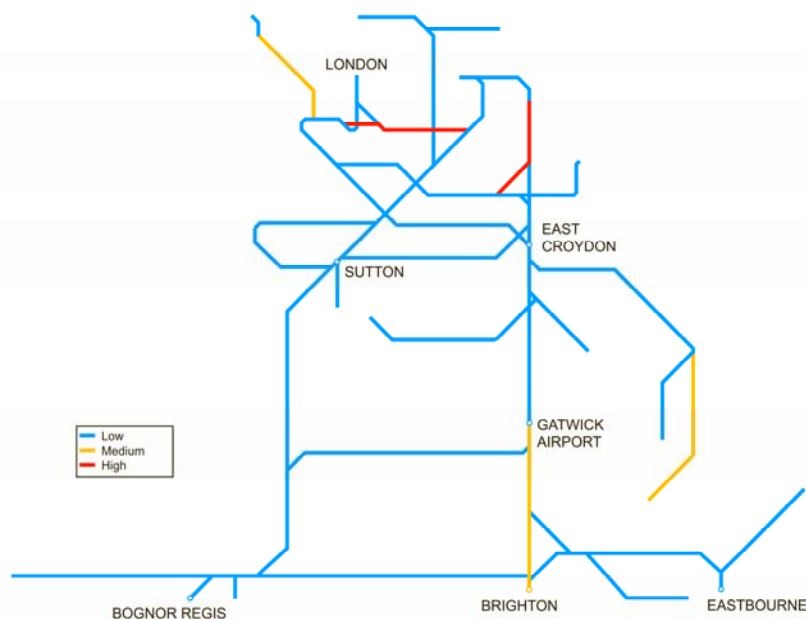 LONDON
EAST
CROYDON
SUTTON
GATWICK
AIRPORT
Low
Medium
High
BOGNOR REGIS
BRIGHTON
EASTBOURNE